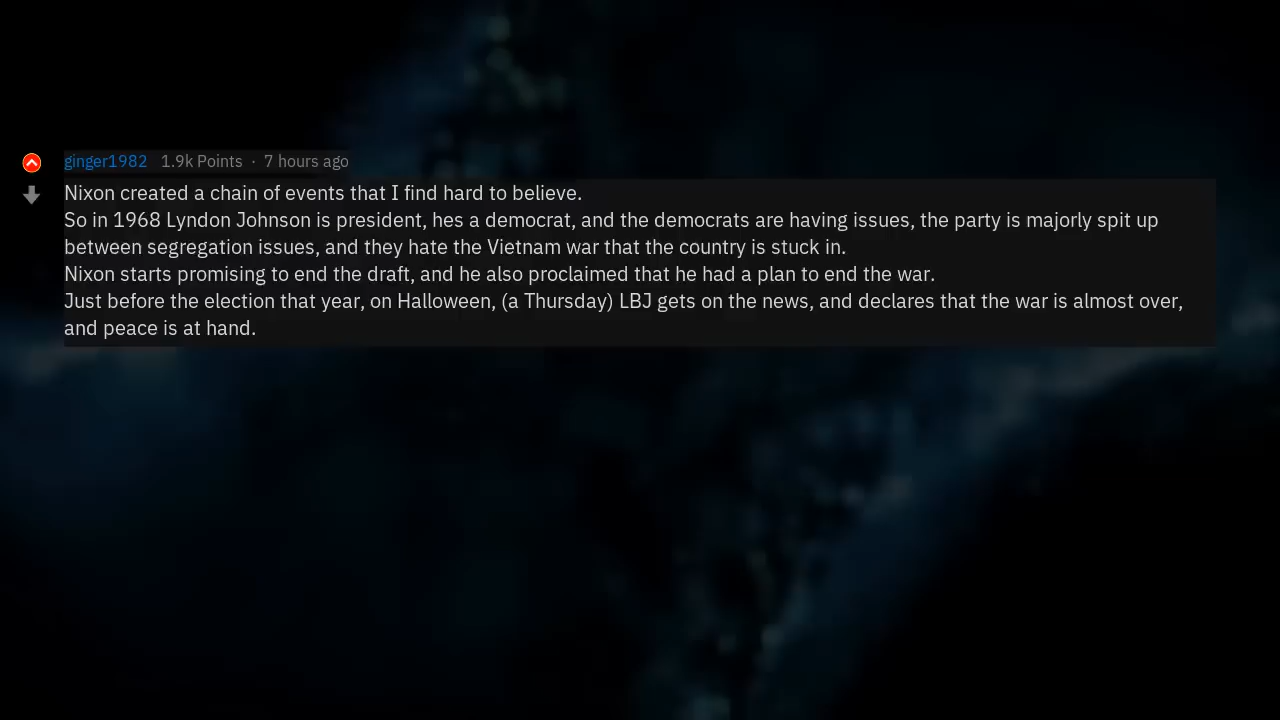 ginger1982 1.9k Points · 7 hours ago
Nixon created a chain of events that I find hard to believe.
So in 1968 Lyndon Johnson is president, hes a democrat, and the democrats are having issues, the party is majorly spit up
between segregation issues, and they hate the Vietnam war that the country is stuck in.
Nixon starts promising to end the draft, and he also proclaimed that he had a plan to end the war.
Just before the election that year, on Halloween, (a Thursday) LBJ gets on the news, and declares that the war is almost over,
and peace is at hand.